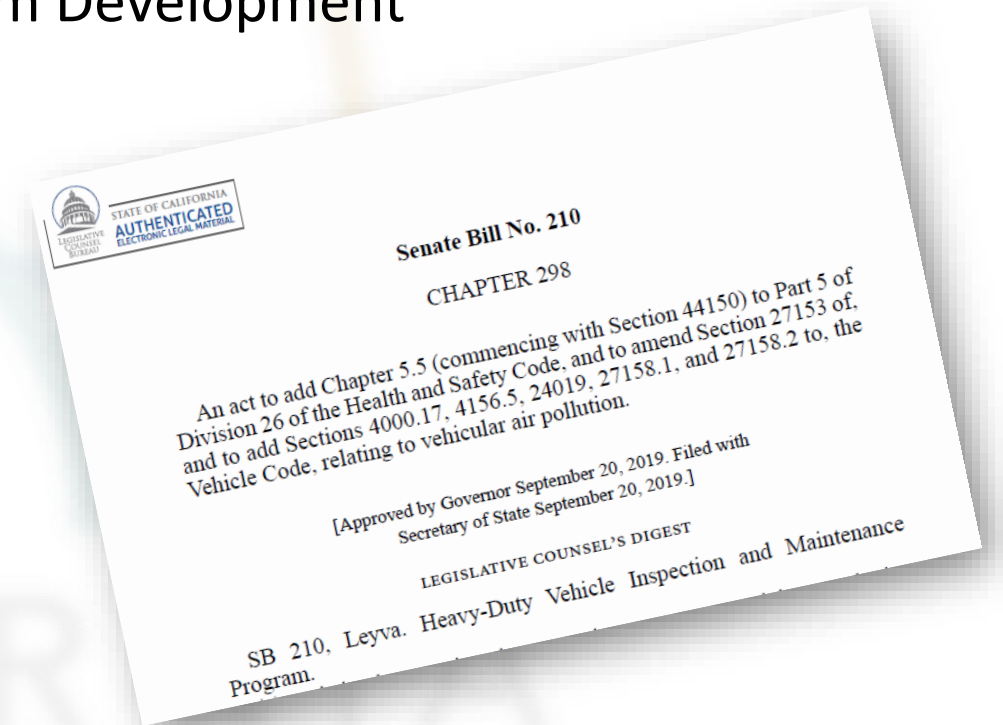 Development
STATE OF CALIFORNIA
AUTHENTICATED
ELECTRONIC LEGAL MATERIAL
LEGISLATIVE
COUNSEL
BUREAU
Senate Bill No. 210
CHAPTER 298
An act to add Chapter 5.5 (commencing with Section 44150) to Part 5 of
Division 26 of the Health and Safety Code, and to amend Section 27153 of,
and to add Sections 4000.17, 4156.5, 24019, 27158.1, and 27158.2 to, the
Vehicle Code, relating to vehicular air pollution.
[Approved by Governor September 20, 2019. Filed with
Secretary of State September 20, 2019.]
LEGISLATIVE COUNSEL'S DIGEST
SB 210, Leyva. Heavy-Duty Vehicle Inspection and Maintenance
Program.